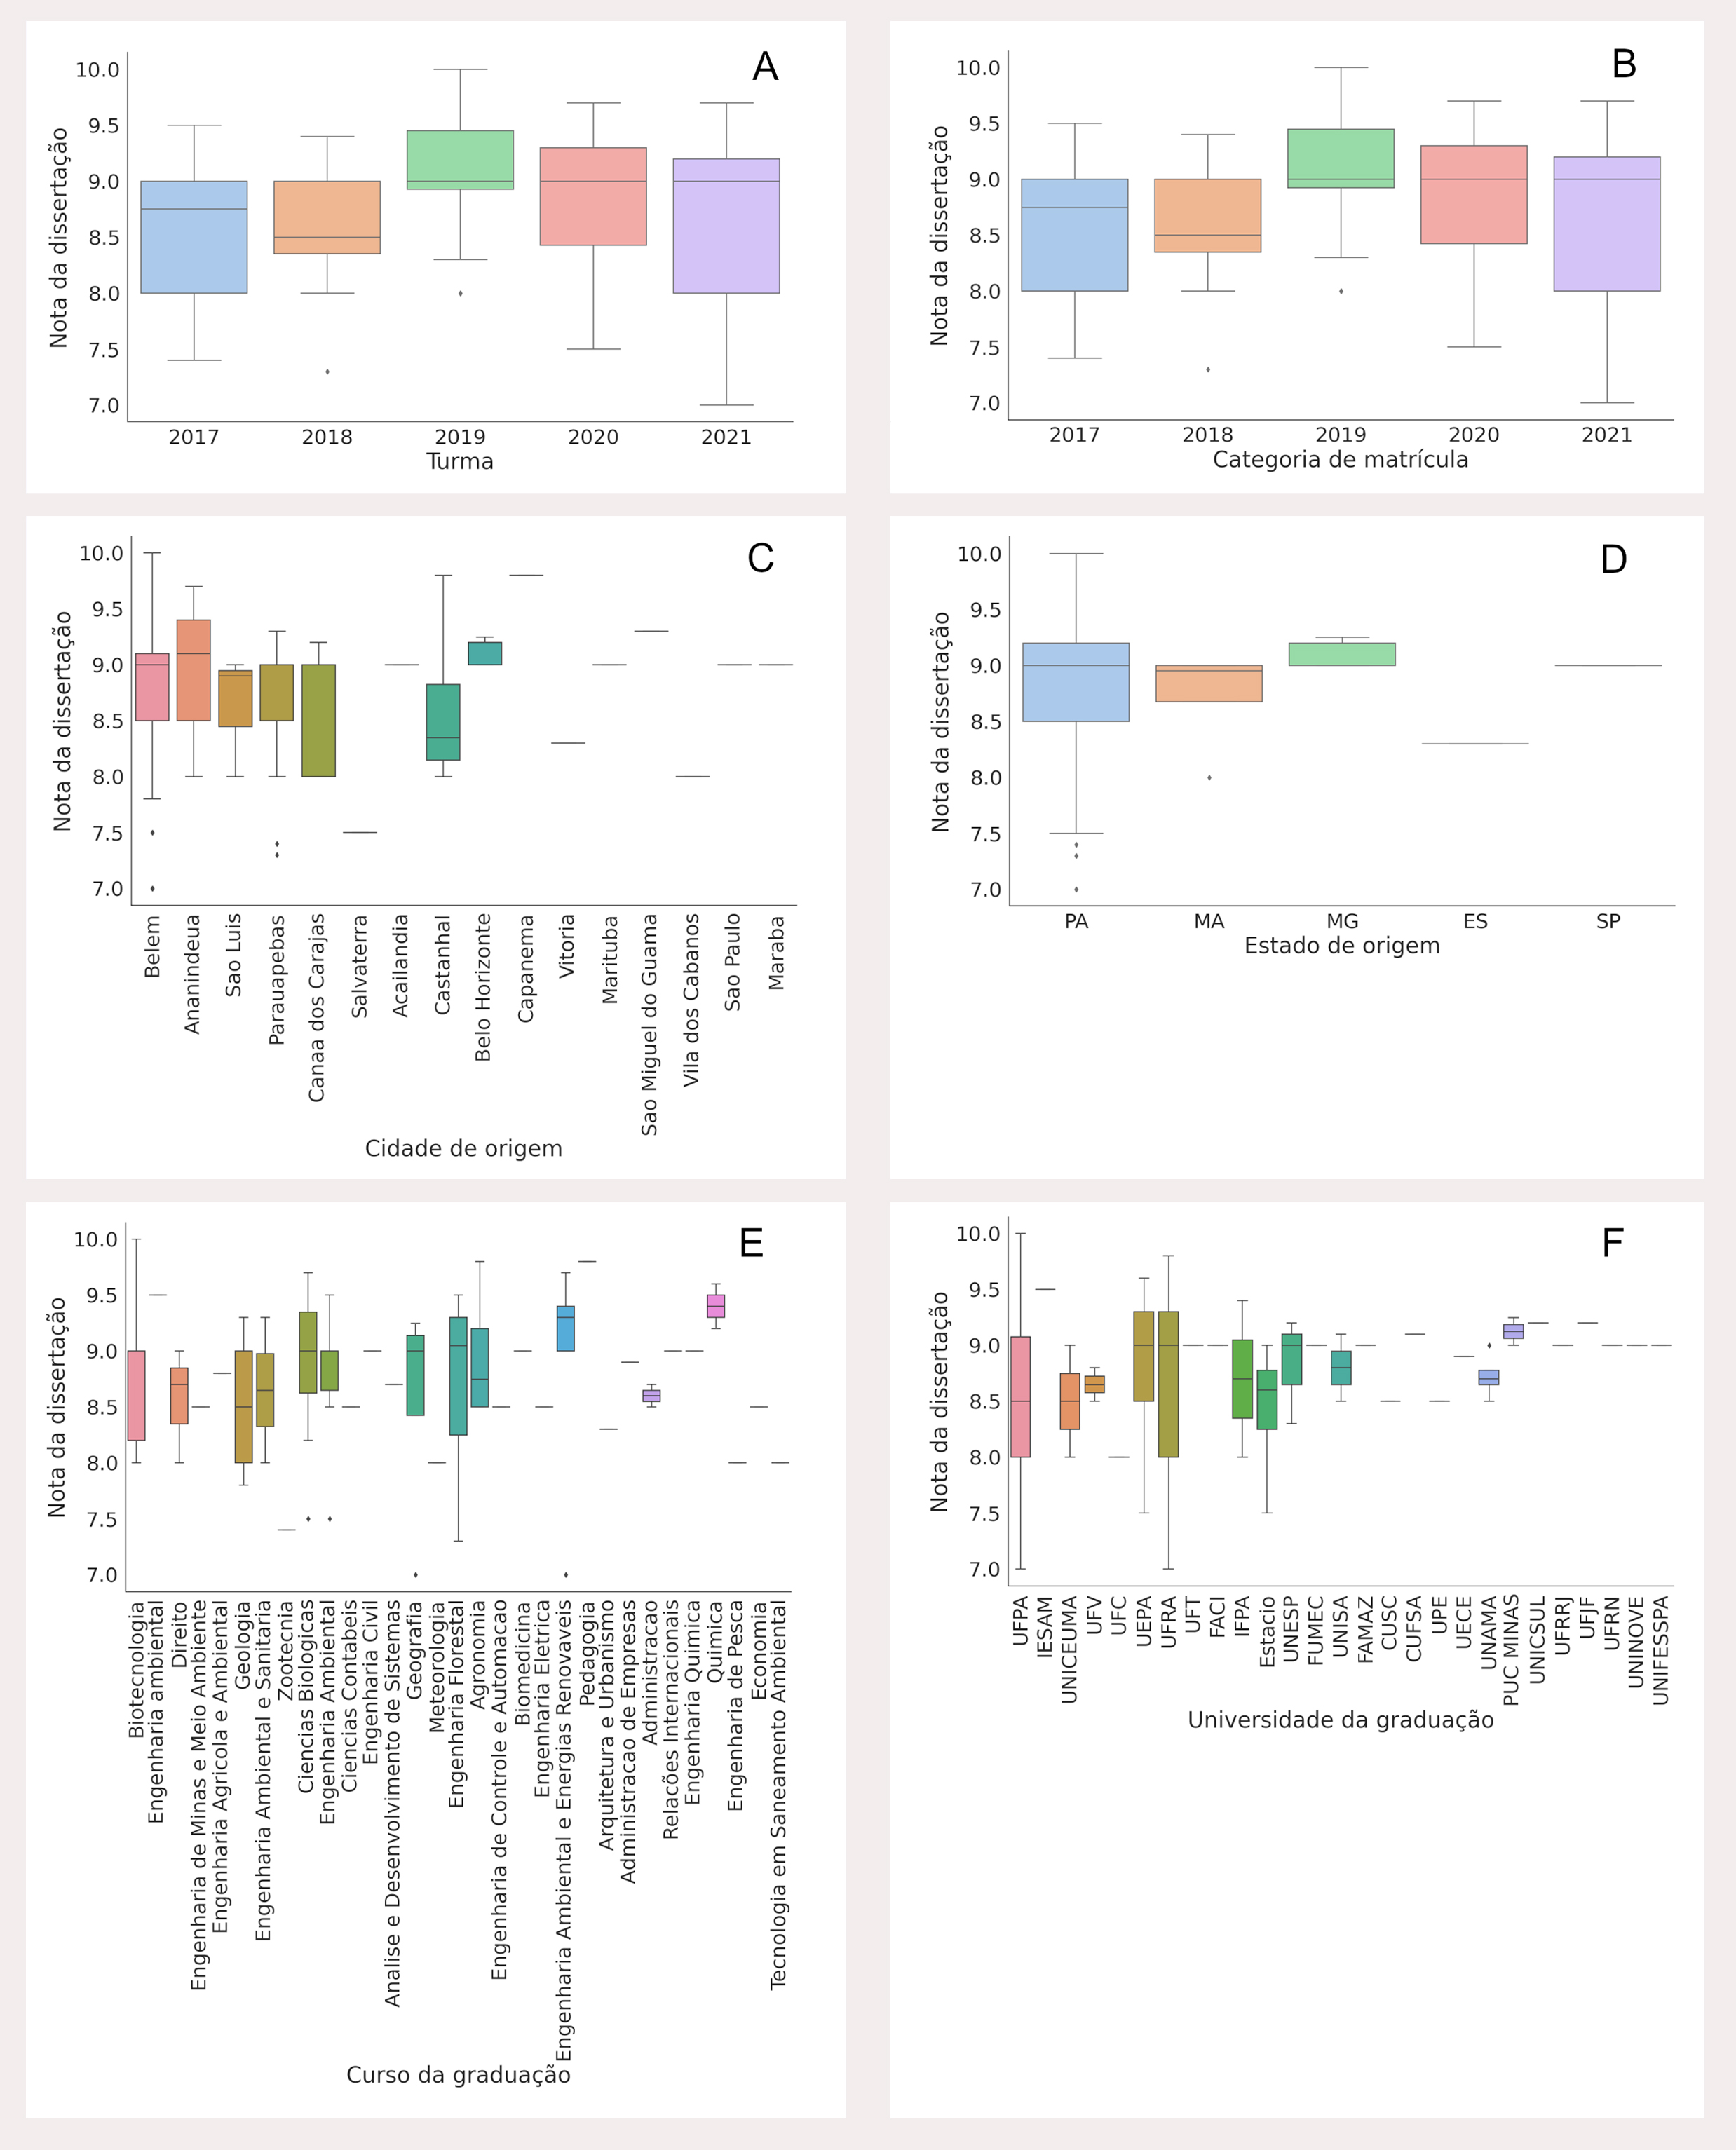 A
Nota da dissertação
10.0
9.5
9.0
8.5
8.0
7.5
7.0
2017 2018 2019 2020 2021
Turma
B
Nota da dissertação
10.0
9.5
9.0
8.5
8.0
7.5
7.0
2017 2018 2019 2020 2021
Categoria de matrícula
C
Nota da dissertação
10.0
9.5
9.0
8.5
8.0
7.5
7.0
Belem
Ananindeua
Sao Luis
Parauapebas
Canaa dos Carajas
Salvaterra
Acailandia
Castanhal
Belo Horizonte
Capanema
Vitoria
Marituba
Sao Miguel do Guama
Vila dos Cabanos
Sao Paulo
Maraba
Cidade de origem
D
Nota da dissertação
10.0
9.5
9.0
8.5
8.0
7.5
7.0
PA MA MG ES SP
Estado de origem
E
Nota da dissertação
10.0
9.5
9.0
8.5
8.0
7.5
7.0
Biotecnologia
Engenharia ambiental
Direito
Engenharia de Minas e Meio Ambiente
Engenharia Agricola e Ambiental
Geologia
Engenharia Ambiental e Sanitaria
Zootecnia
Ciencias Biologicas
Engenharia Ambiental
Ciencias Contabeis
Engenharia Civil
Analise e Desenvolvimento de Sistemas
Geografia
Meteorologia
Engenharia Florestal
Agronomia
Engenharia de Controle e Automacao
Biomedicina
Engenharia Eletrica
Engenharia Ambiental e Energias Renovaveis
Pedagogia
Arquitetura e Urbanismo
Administracao de Empresas
Administracao
Relacões Internacionais
Engenharia Quimica
Quimica
Engenharia de Pesca
Economia
Tecnologia em Saneamento Ambiental
Curso da graduação
F
Nota da dissertação
10.0
9.5
9.0
8.5
8.0
7.5
7.0
UFPA
IESAM
UNICEUMA
UFV
UFC
UEPA
UFRA
UFT
FACI
IFPA
Estacio
UNESP
FUMEC
UNISA
FAMAZ
CUSC
CUFSA
UPE
UECE
UNAMA
PUC MINAS
UNICSUL
UFRRJ
UFJF
UFRN
UNINOVE
UNIFESSPA
Universidade da graduação